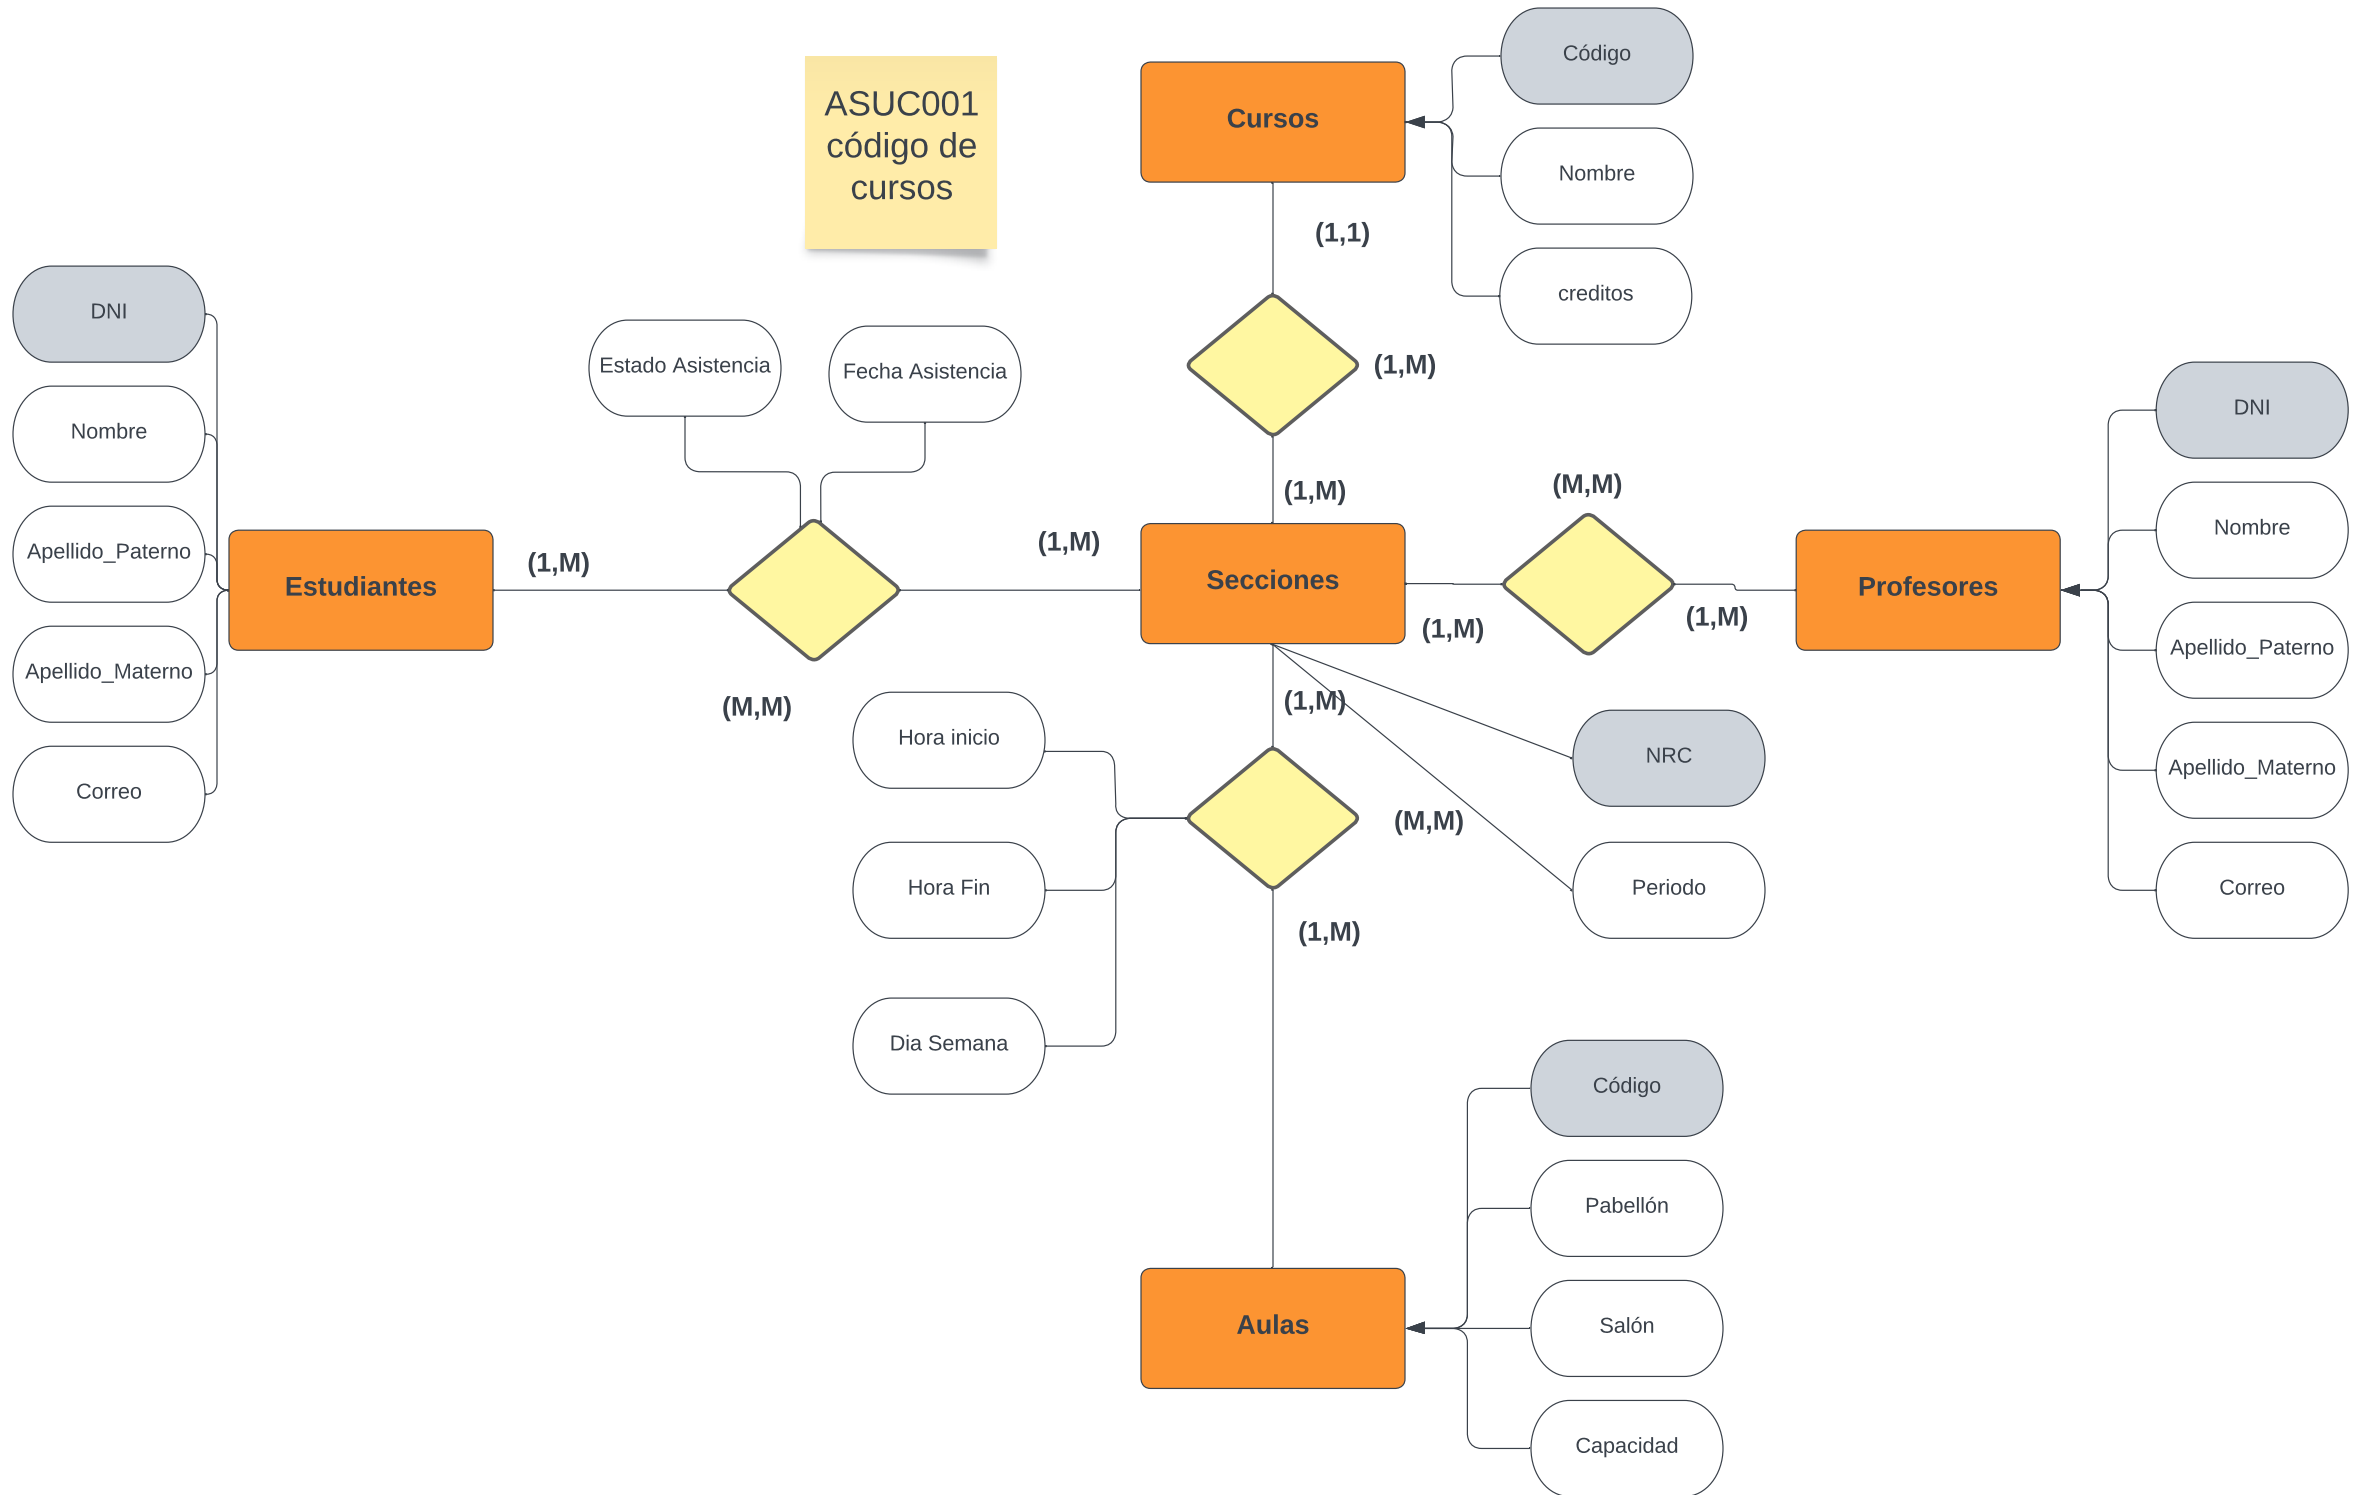 Código
Cursos
Nombre
creditos
ASUC001
código de
cursos
(1,1)
(1,M)
(1,M)
DNI
Nombre
Apellido_Paterno
Apellido_Materno
Correo
Estudiantes
(1,M)
Estado Asistencia
Fecha Asistencia
(M,M)
(1,M)
Secciones
(M,M)
(1,M)
(1,M)
Profesores
DNI
Nombre
Apellido_Paterno
Apellido_Materno
Correo
(1,M)
NRC
Periodo
(M,M)
Hora inicio
Hora Fin
Dia Semana
(1,M)
Aulas
Código
Pabellón
Salón
Capacidad